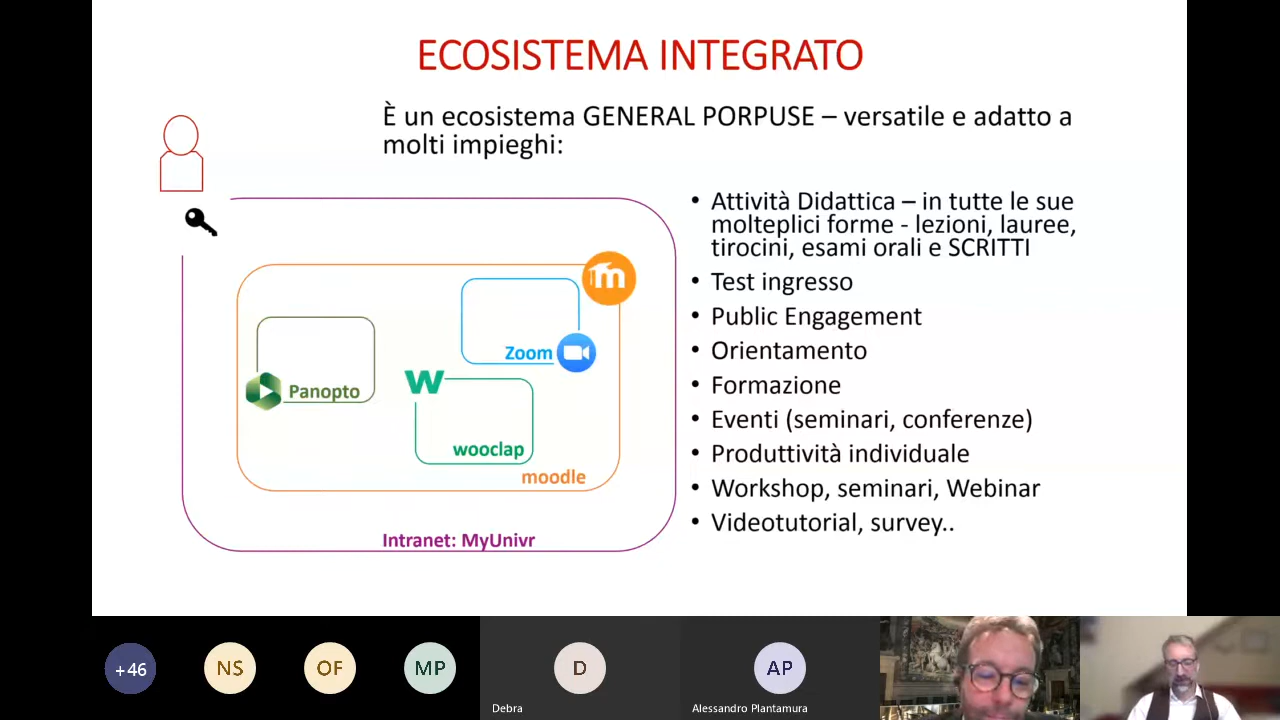 ECOSISTEMA INTEGRATO
È un ecosistema GENERAL PORPUSE – versatile e adatto a
molti impieghi:
• Attività Didattica – in tutte le sue
molteplici forme - lezioni, lauree,
tirocini, esami orali e SCRITTI
• Test ingresso
• Public Engagement
• Orientamento
• Formazione
• Eventi (seminari, conferenze)
• Produttività individuale
• Workshop, seminari, Webinar
• Videotutorial, survey..
m
Zoom
Panopto
W
wooclap
moodle
Intranet: MyUnivr
+46
NS
OF
MP
D
AP
Debra
Alessandro Plantamura